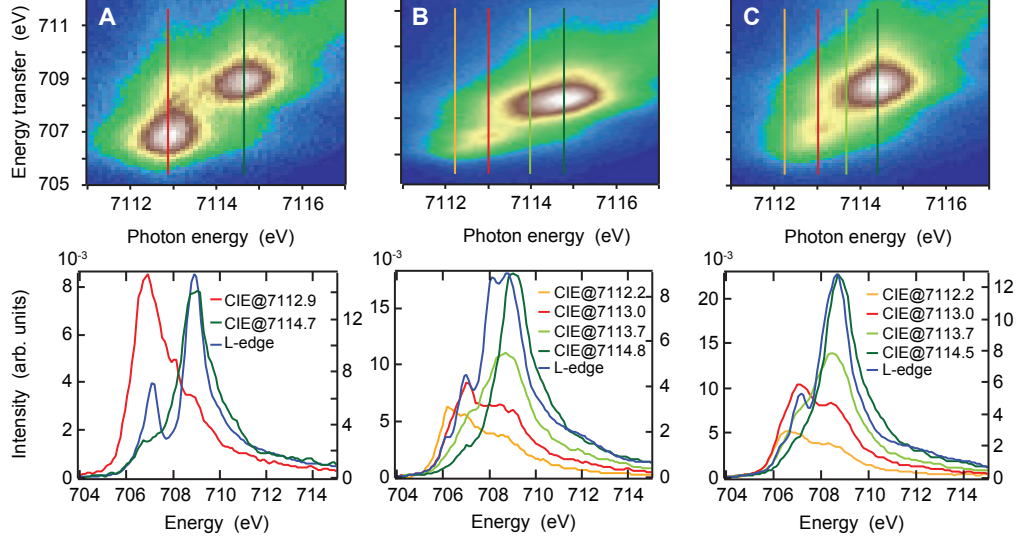 A
B
C
Energy transfer (eV)
711
709
707
705
7112
7114
7116
7112
7114
7116
7112
7114
7116
Photon energy (eV)
Photon energy (eV)
Photon energy (eV)
10-3
10-3
10-3
Intensity (arb. units)
8
6
4
2
0
CIE@7112.9
CIE@7114.7
L-edge
12
8
4
0
704
706
708
710
712
714
Energy (eV)
15
10
5
0
CIE@7112.2
CIE@7113.0
CIE@7113.7
CIE@7114.8
L-edge
8
6
4
2
0
704
706
708
710
712
714
Energy (eV)
20
15
10
5
0
CIE@7112.2
CIE@7113.0
CIE@7113.7
CIE@7114.5
L-edge
12
10
8
6
4
2
0
704
706
708
710
712
714
Energy (eV)